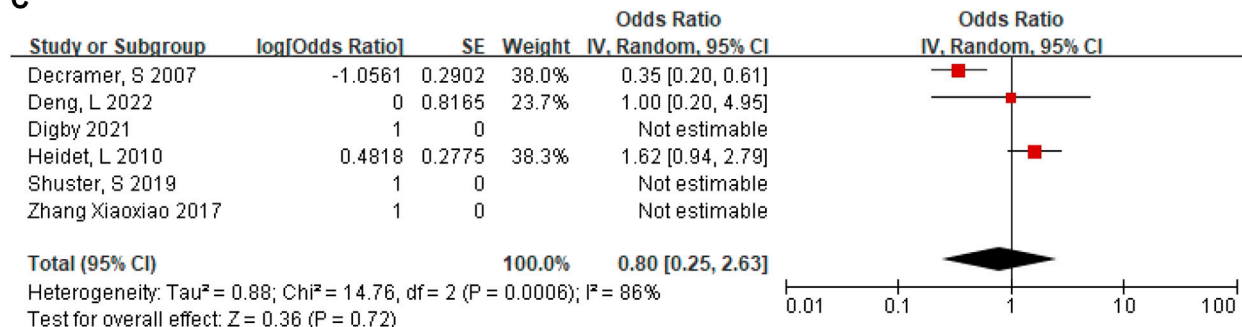 C
Odds Ratio Odds Ratio
Study or Subgroup log[Odds Ratio] SE Weight IV, Random, 95% CI IV, Random, 95% CI
Decramer, S 2007 -1.0561 0.2902 38.0% 0.35 [0.20, 0.61]
Deng, L 2022 0 0.8165 23.7% 1.00 [0.20, 4.95]
Digby 2021 1 0 Not estimable
Heidet, L 2010 0.4818 0.2775 38.3% 1.62 [0.94, 2.79]
Shuster, S 2019 1 0 Not estimable
Zhang Xiaoxiao 2017 1 0 Not estimable
Total (95% CI) 100.0% 0.80 [0.25, 2.63]
Heterogeneity: Tau² = 0.88; Chi² = 14.76, df = 2 (P = 0.0006); I² = 86%
Test for overall effect: Z = 0.36 (P = 0.72)
0.01 0.1 1 10 100